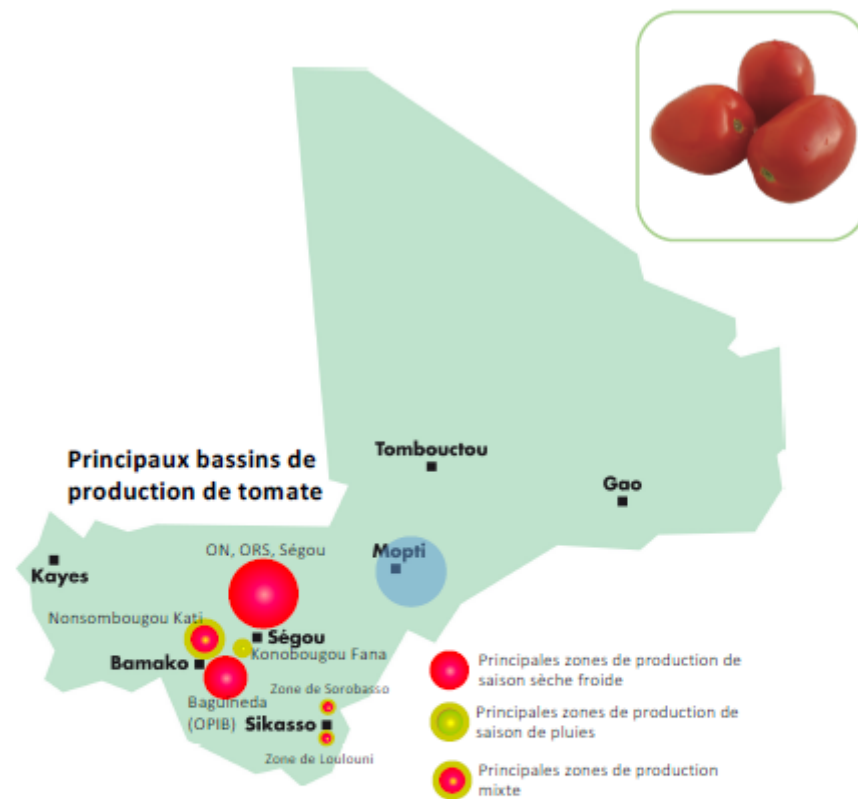 Principaux bassins de
production de tomate
Tombouctou
Gao
Mopti
Kayes
ON, ORS, Ségou
Nonsombougou Kati
Ségou
Konobougou Fana
Bamako
Baguineda
(OPIB)
Zone de Sorobasso
Sikasso
Zone de Loulouni
Principales zones de production de
saison sèche froide
Principales zones de production de
saison de pluies
Principales zones de production
mixte